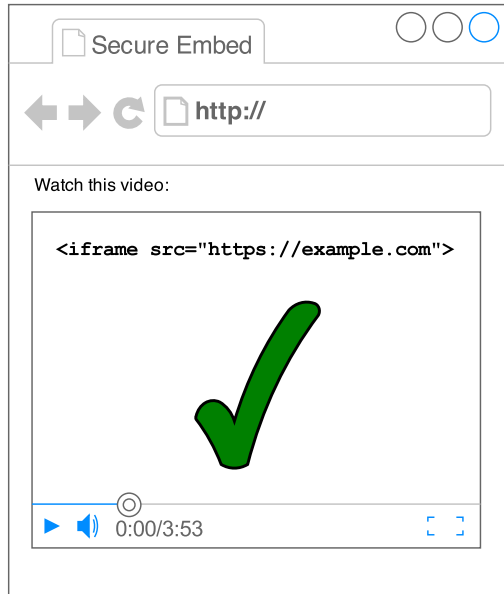 Secure Embed
http://
Watch this video:
<iframe src="https://example.com">
0:00/3:53